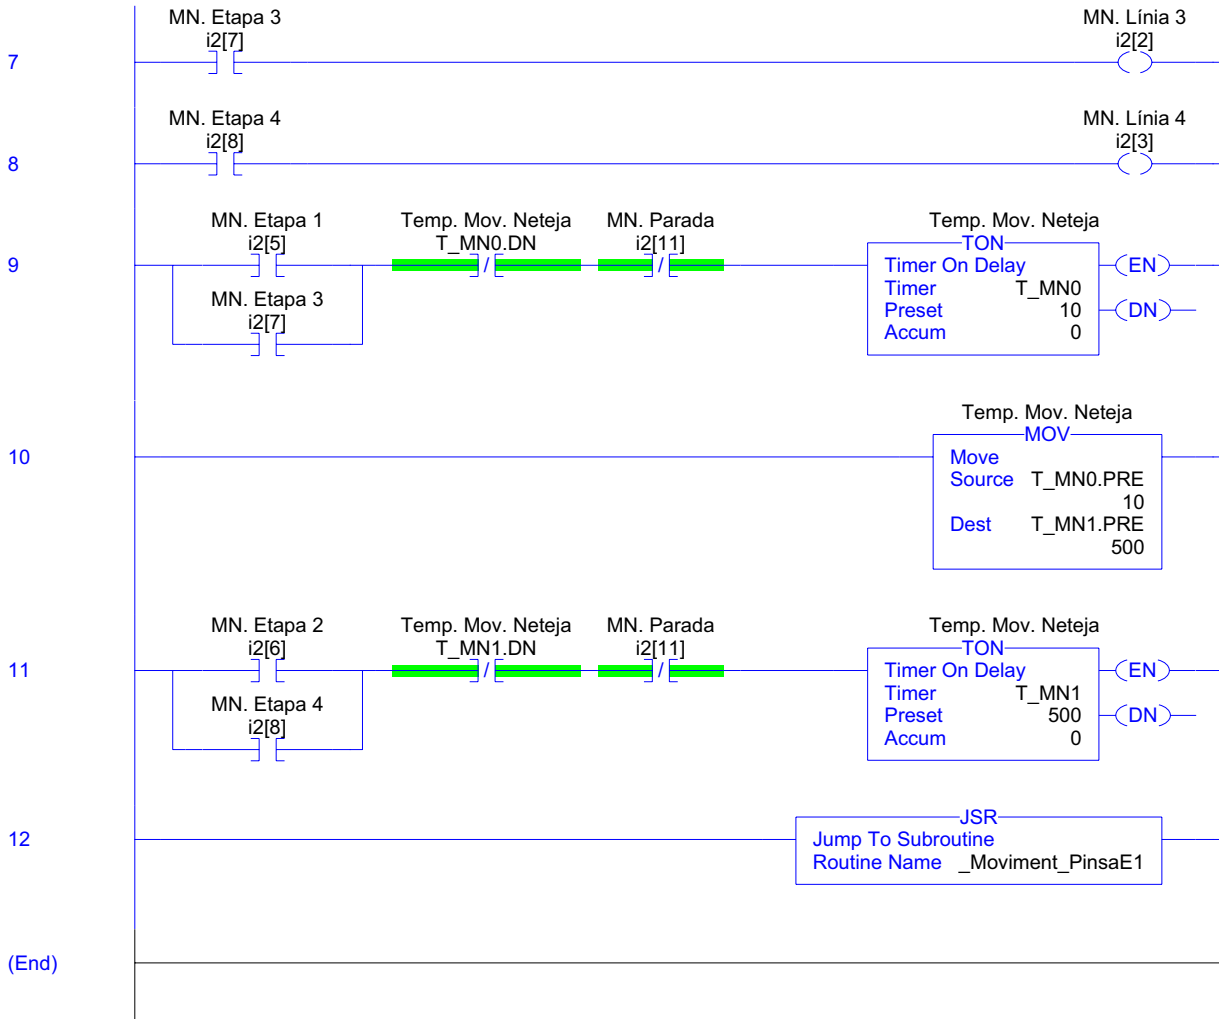 MN. Etapa 3
i2[7]
MN. Línia 3
i2[2]
7
MN. Etapa 4
i2[8]
MN. Línia 4
i2[3]
8
MN. Etapa 1
i2[5]
Temp. Mov. Neteja
T_MN0.DN
MN. Parada
i2[11]
Temp. Mov. Neteja
TON
9
/
/
Timer On Delay
EN
MN. Etapa 3
i2[7]
Timer T_MN0
Preset 10
DN
Accum 0
Temp. Mov. Neteja
MOV
10
Move
Source T_MN0.PRE
10
Dest T_MN1.PRE
500
MN. Etapa 2
i2[6]
Temp. Mov. Neteja
T_MN1.DN
MN. Parada
i2[11]
Temp. Mov. Neteja
TON
11
/
/
Timer On Delay
EN
MN. Etapa 4
i2[8]
Timer T_MN1
Preset 500
DN
Accum 0
JSR
12
Jump To Subroutine
Routine Name _Moviment_PinsaE1
(End)